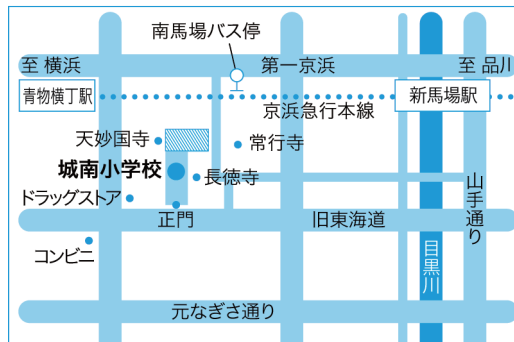 南馬場バス停
至 横浜
第一京浜
至 品川
青物横丁駅
新馬場駅
京浜急行本線
天妙国寺
常行寺
城南小学校
長徳寺
ドラッグストア
正門
旧東海道
山手通り
コンビニ
目黒川
元なぎさ通り